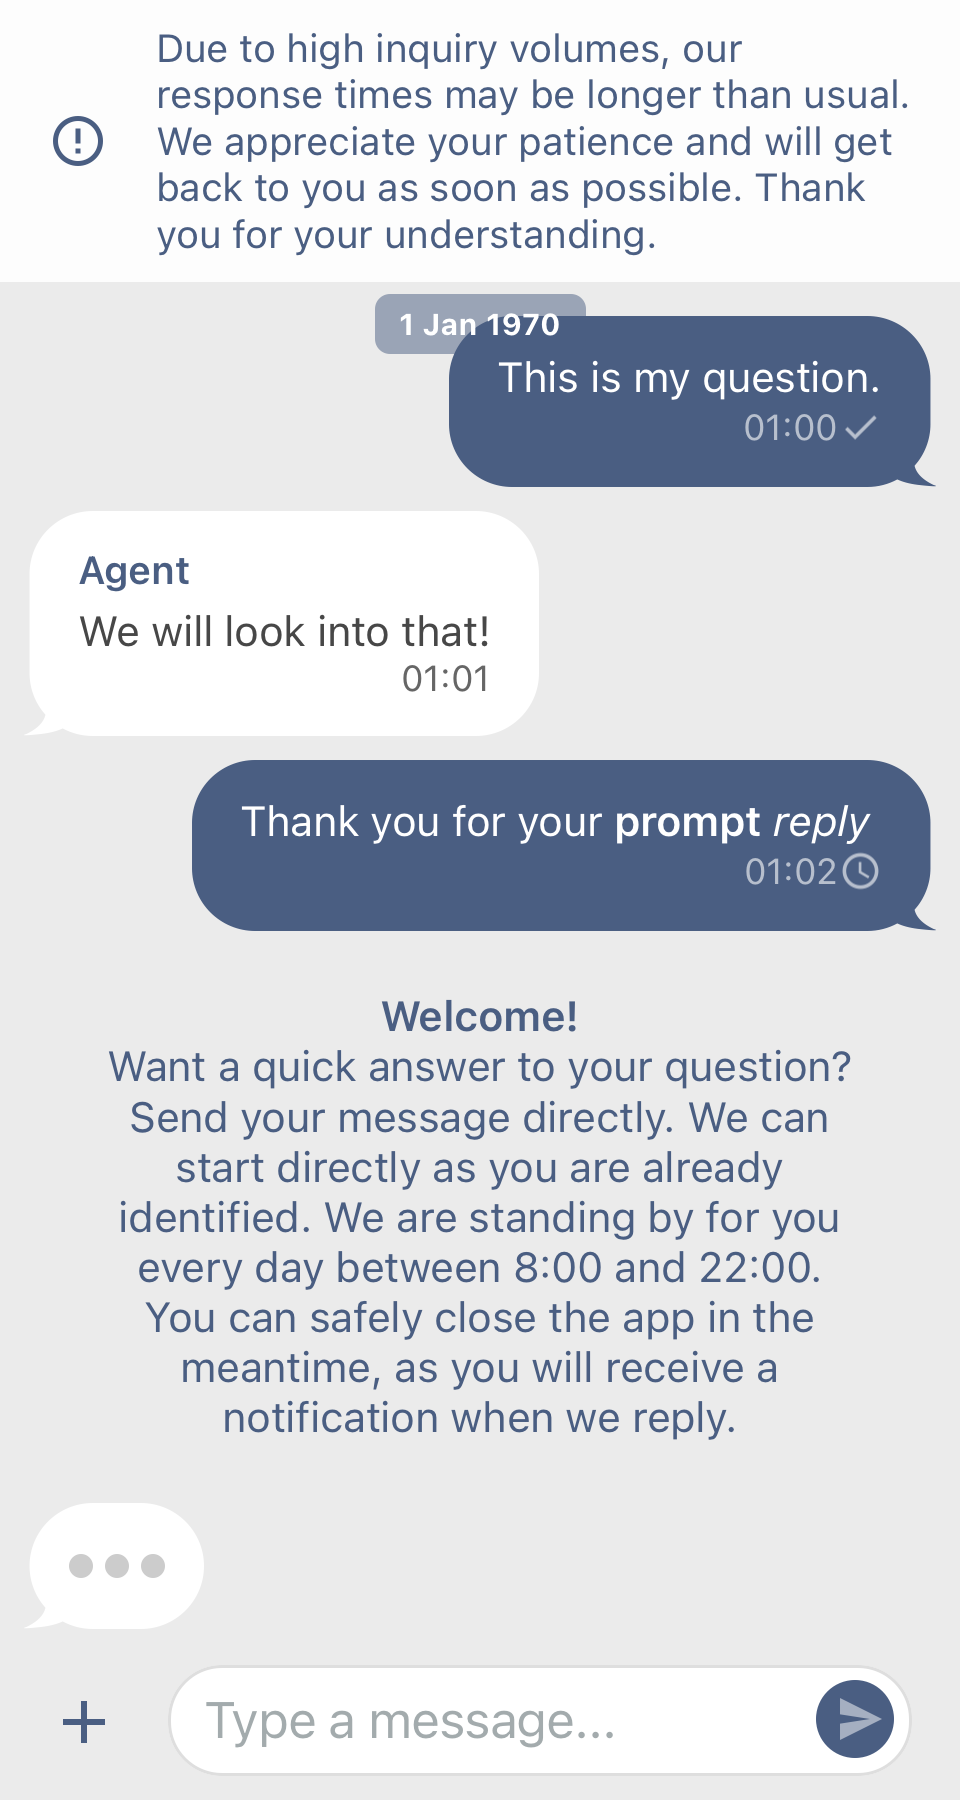 Due to high inquiry volumes, our
response times may be longer than usual.
We appreciate your patience and will get
back to you as soon as possible. Thank
you for your understanding.
1 Jan 1970
This is my question.
01:00
Agent
We will look into that!
01:01
Thank you for your prompt reply
01:02
Welcome!
Want a quick answer to your question?
Send your message directly. We can
start directly as you are already
identified. We are standing by for you
every day between 8:00 and 22:00.
You can safely close the app in the
meantime, as you will receive a
notification when we reply.
Type a message...